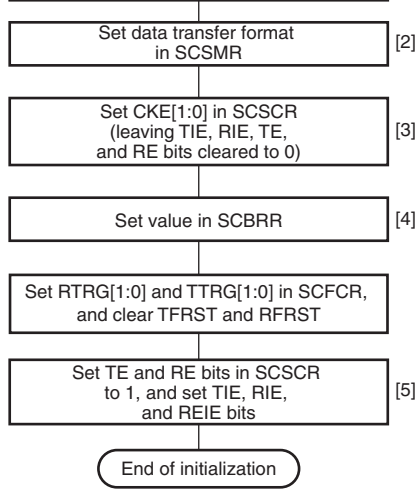 Set data transfer format
in SCSMR
[2]
Set CKE[1:0] in SCSCR
(leaving TIE, RIE, TE,
and RE bits cleared to 0)
[3]
Set value in SCBRR
[4]
Set RTRG[1:0] and TTRG[1:0] in SCFCR,
and clear TFRST and RFRST
Set TE and RE bits in SCSCR
to 1, and set TIE, RIE,
and REIE bits
[5]
End of initialization